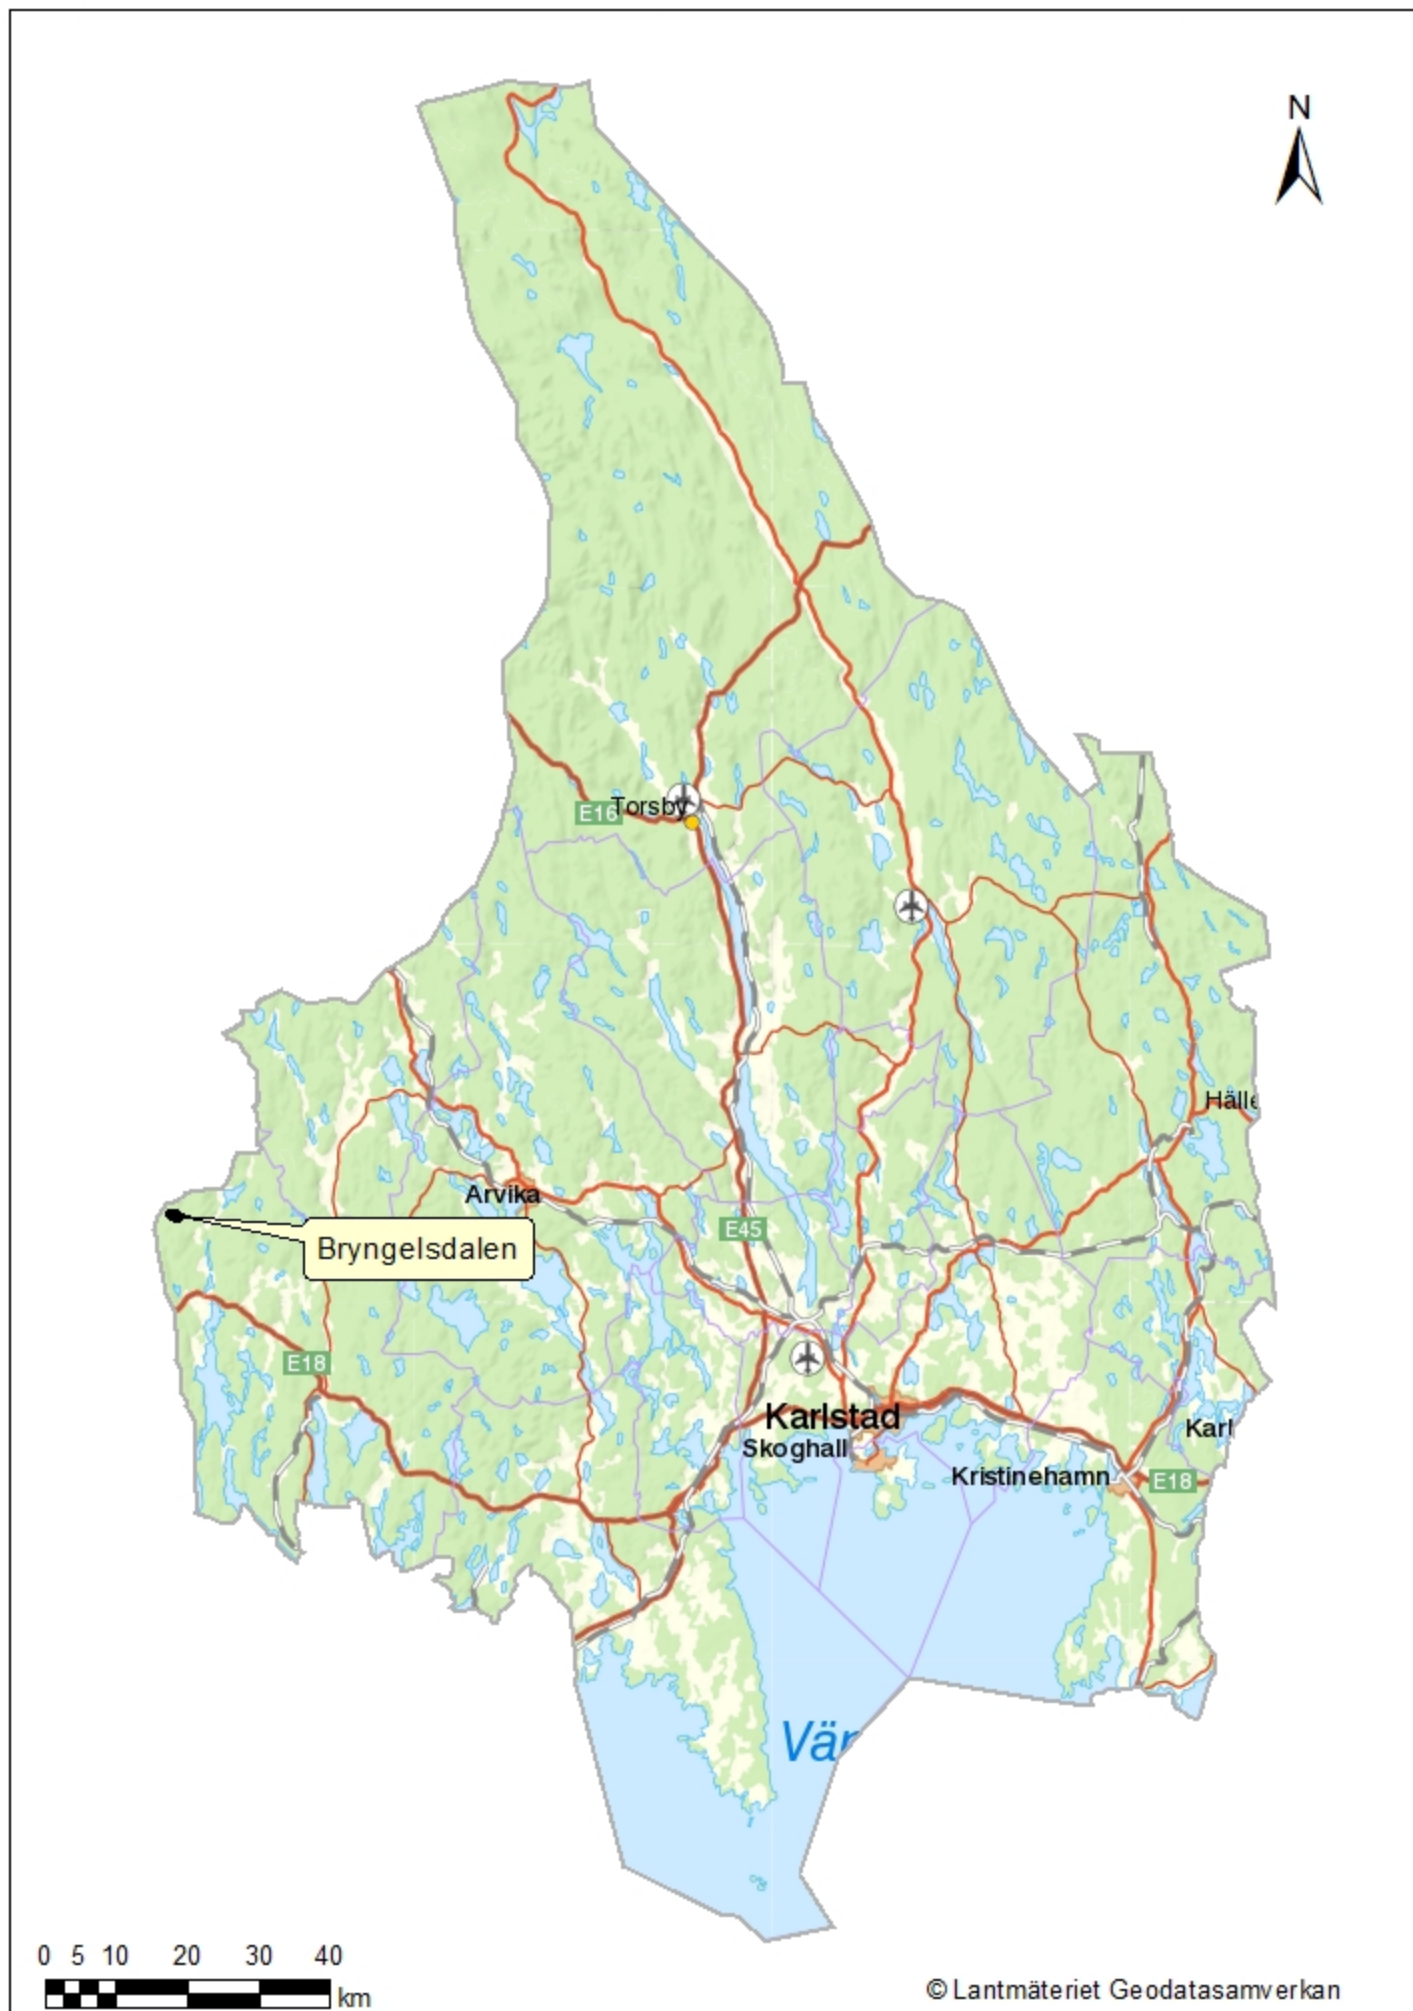 N
Torsby
E16
Hälle
Arvika
Bryngelsdalen
E45
E18
Karlstad
Karl
Skoghall
Kristinehamn
E18
Vär
0 5 10 20 30 40
km
© Lantmäteriet Geodatasamverkan